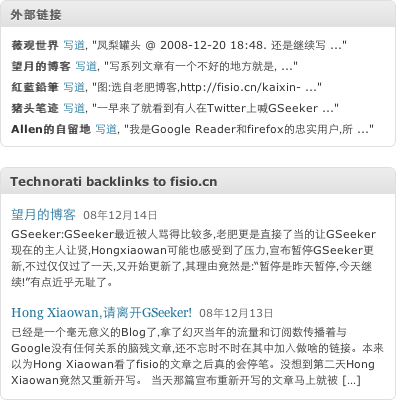 外部链接
薇观世界 写道, "凤梨罐头 @ 2008-12-20 18:48. 还是继续写 ..."
望月的博客 写道, "写系列文章有一个不好的地方就是, ..."
紅藍鉛筆 写道, "图:选自老肥博客,http://fisio.cn/kaixin- ..."
猪头笔迹 写道, "一早来了就看到有人在Twitter上喊GSeeker ..."
Allen的自留地 写道, "我是Google Reader和firefox的忠实用户,所 ..."
Technorati backlinks to fisio.cn
望月的博客 08年12月14日
GSeeker:GSeeker最近被人骂得比较多,老肥更是直接了当的让GSeeker
现在的主人让贤,Hongxiaowan可能也感受到了压力,宣布暂停GSeeker更
新,不过仅仅过了一天,又开始更新了,其理由竟然是:“暂停是昨天暂停,今天继
续!”有点近乎无耻了。
Hong Xiaowan,请离开GSeeker! 08年12月13日
已经是一个毫无意义的Blog了,拿了幻灭当年的流量和订阅数传播着与
Google没有任何关系的脑残文章,还不忘时不时在其中加入做啥的链接。本来
以为Hong Xiaowan看了fisio的文章之后真的会停笔。没想到第二天Hong
Xiaowan竟然又重新开写。 当天那篇宣布重新开写的文章马上就被 [...]